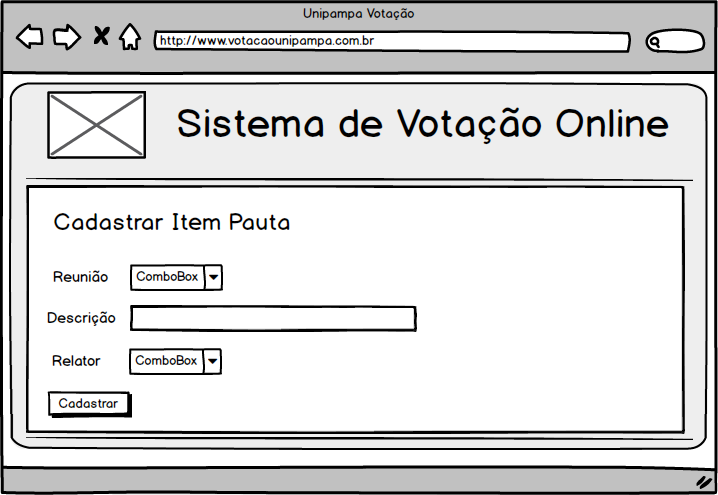 Unipampa Votação
http://www.votacaounipampa.com.br
Sistema de Votação Online
Cadastrar Item Pauta
Reunião ComboBox
Descrição
Relator ComboBox
Cadastrar